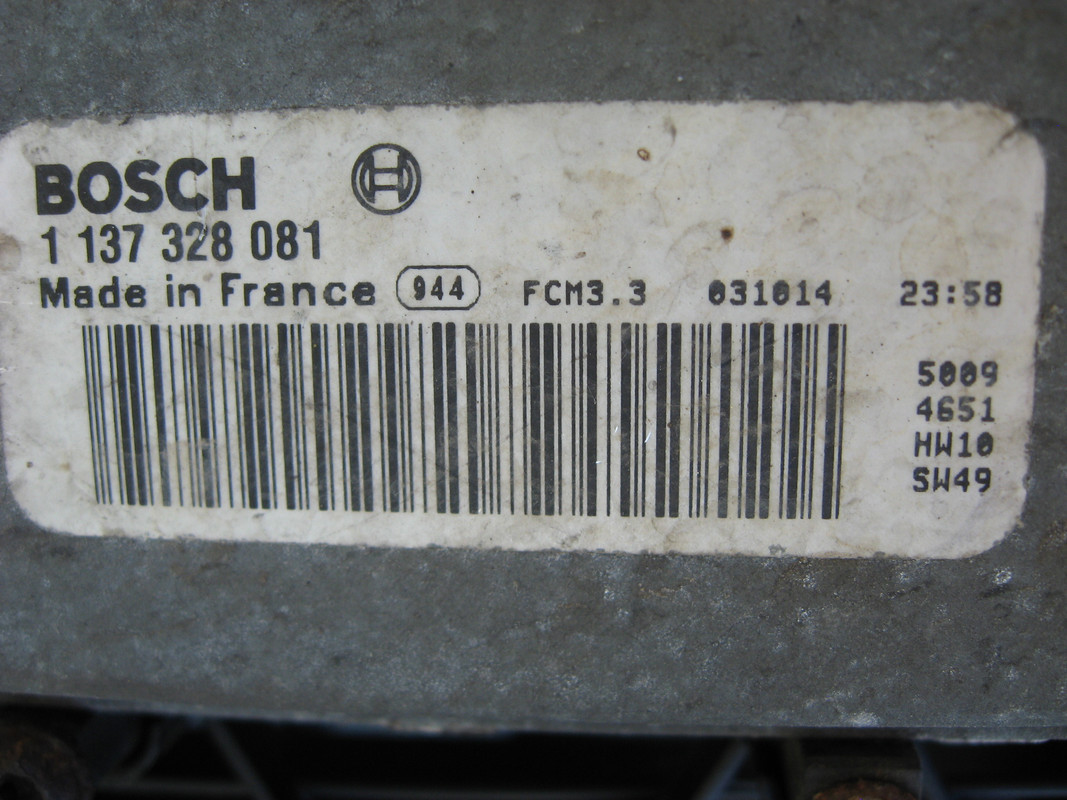 BOSCH
1 137 328 081
Made in France 944 FCM3.3 031014 23:58
5009
4651
HW10
SW49